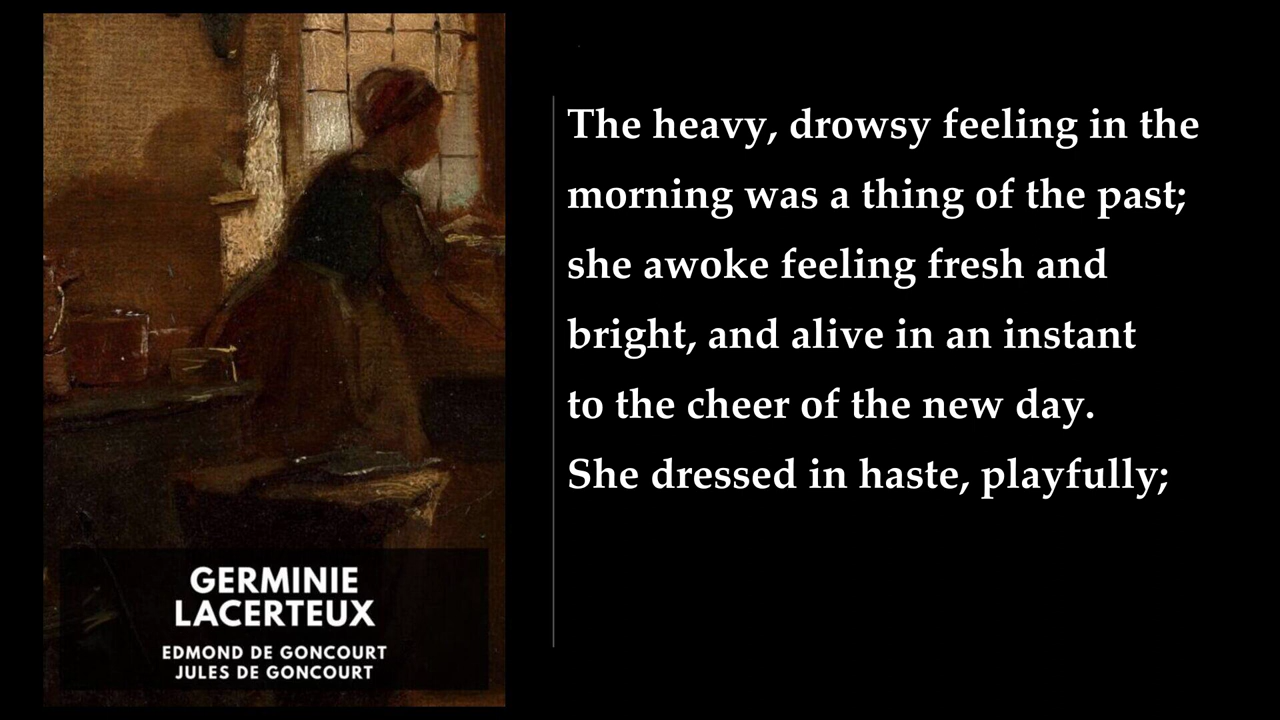 GERMINIE
LACERTEUX
EDMOND DE GONCOURT
JULES DE GONCOURT
The heavy, drowsy feeling in the
morning was a thing of the past;
she awoke feeling fresh and
bright, and alive in an instant
to the cheer of the new day.
She dressed in haste, playfully;